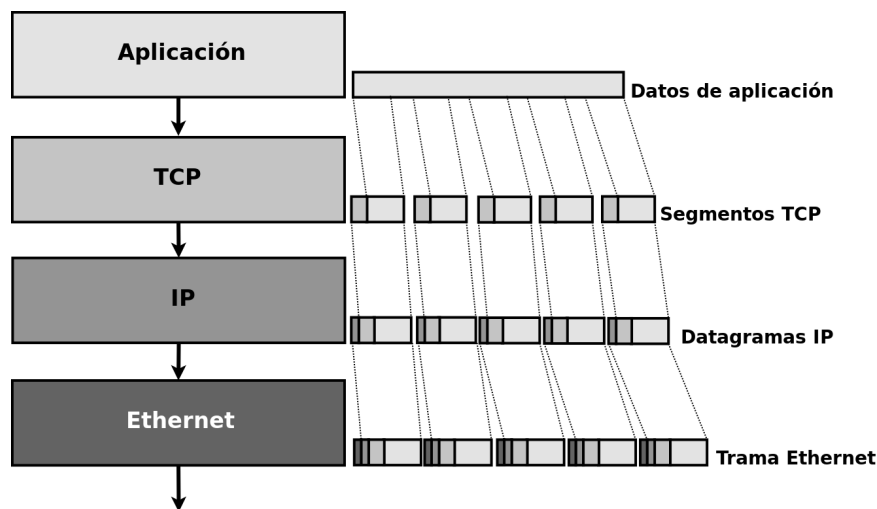 Aplicación
Datos de aplicación
TCP
Segmentos TCP
IP
Datagramas IP
Ethernet
Trama Ethernet